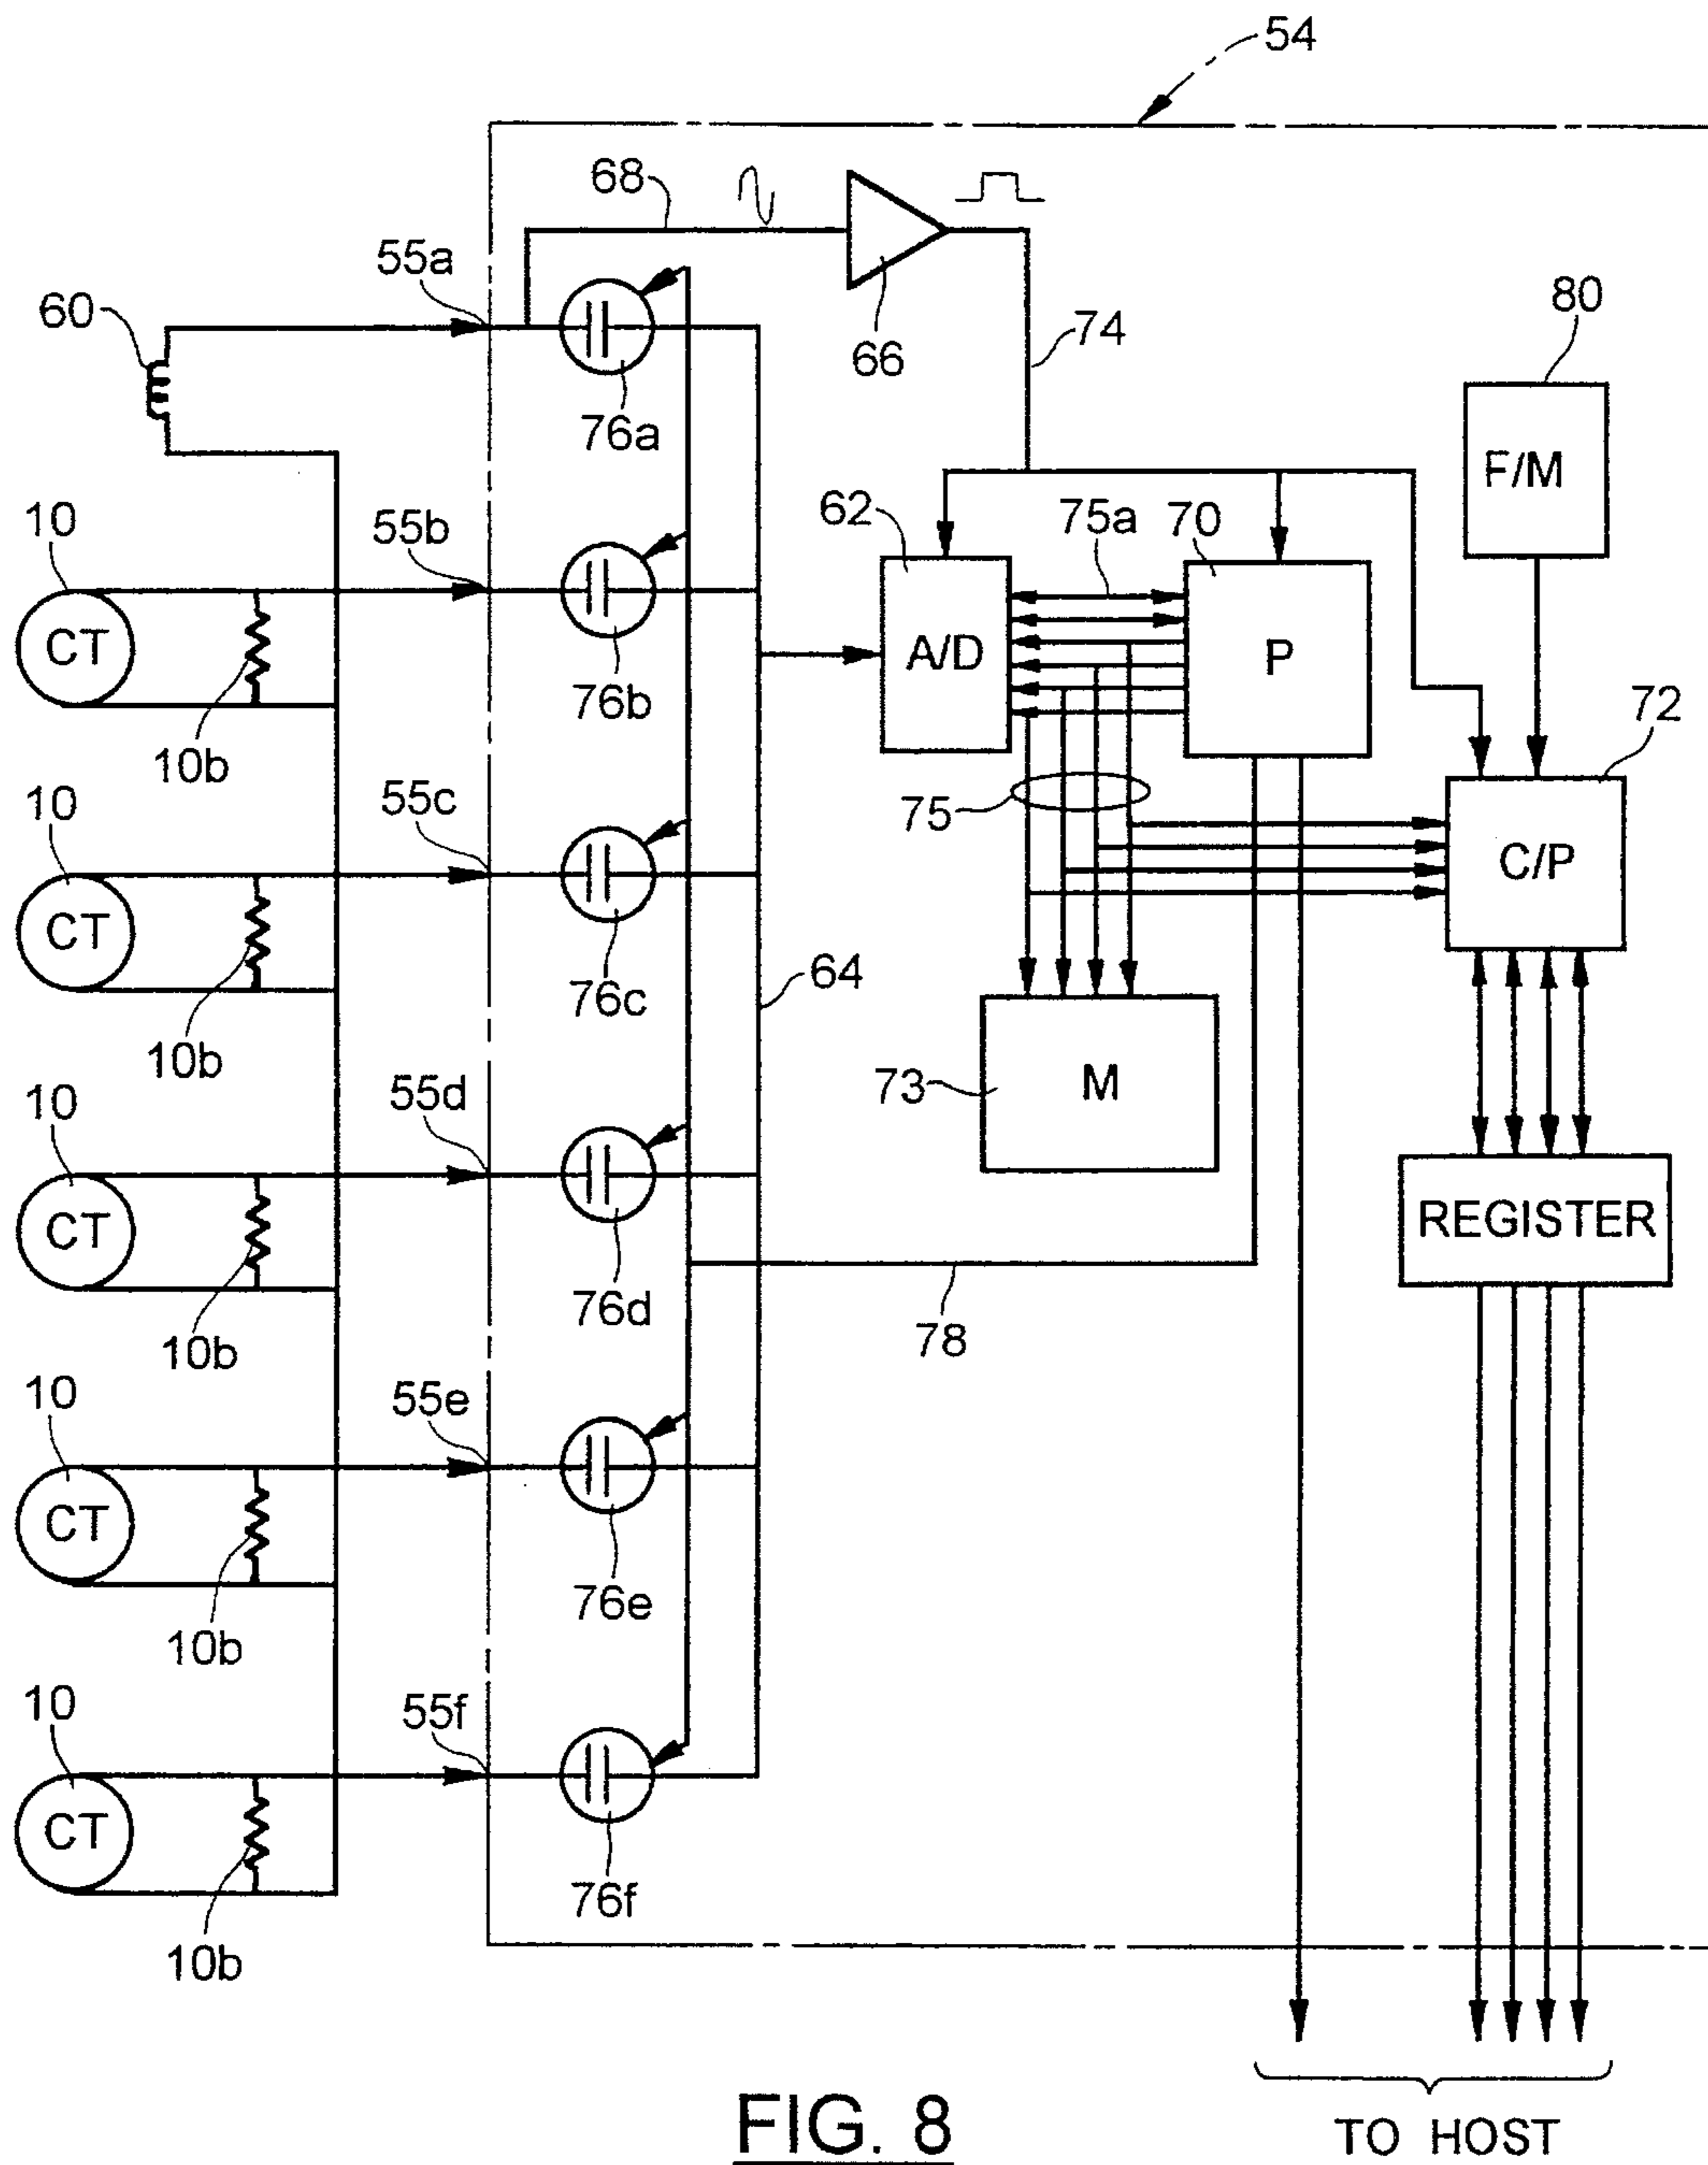 54
68
55a
60
66
76a
74
80
F/M
10
55b
62
75a
70
CT
A/D
P
76b
10b
72
10
55c
75
C/P
CT
76c
64
10b
73
M
10
55d
CT
REGISTER
76d
78
10b
10
55e
CT
76e
10b
10
55f
CT
76f
10b
FIG. 8
TO HOST